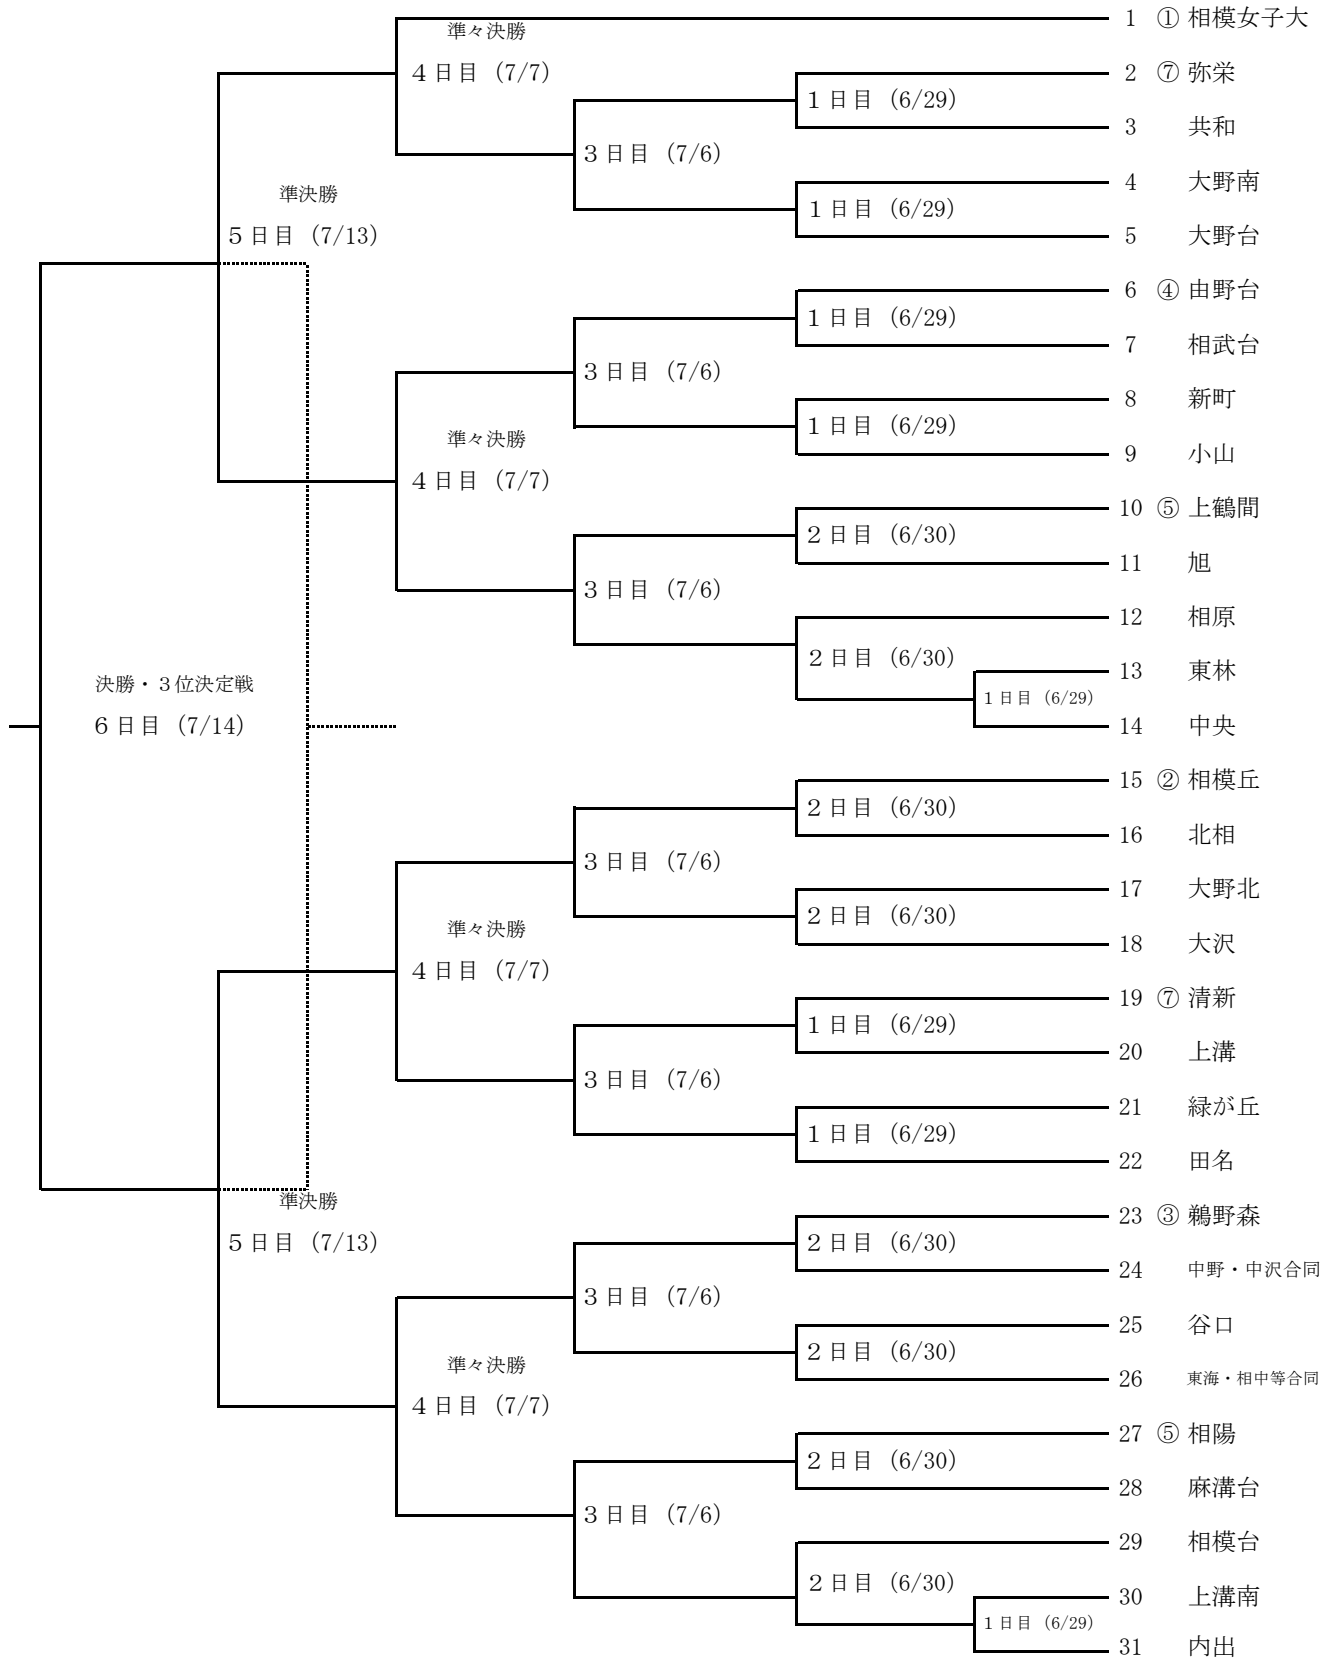 1 ① 相模女子大
準々決勝
4日目 (7/7)
2 ⑦ 弥栄
1日目 (6/29)
3 共和
3日目 (7/6)
4 大野南
準決勝
1日目 (6/29)
5日目 (7/13)
5 大野台
6 ④ 由野台
1日目 (6/29)
7 相武台
3日目 (7/6)
8 新町
1日目 (6/29)
準々決勝
9 小山
4日目 (7/7)
10 ⑤ 上鶴間
2日目 (6/30)
11 旭
3日目 (7/6)
12 相原
2日目 (6/30)
13 東林
決勝・3位決定戦
1日目 (6/29)
6日目 (7/14)
14 中央
15 ② 相模丘
2日目 (6/30)
16 北相
3日目 (7/6)
17 大野北
2日目 (6/30)
準々決勝
18 大沢
4日目 (7/7)
19 ⑦ 清新
1日目 (6/29)
20 上溝
3日目 (7/6)
21 緑が丘
1日目 (6/29)
22 田名
準決勝
23 ③ 鵜野森
5日目 (7/13)
2日目 (6/30)
24 中野・中沢合同
3日目 (7/6)
25 谷口
2日目 (6/30)
準々決勝
26 東海・相中等合同
4日目 (7/7)
27 ⑤ 相陽
2日目 (6/30)
28 麻溝台
3日目 (7/6)
29 相模台
2日目 (6/30)
30 上溝南
1日目 (6/29)
31 内出